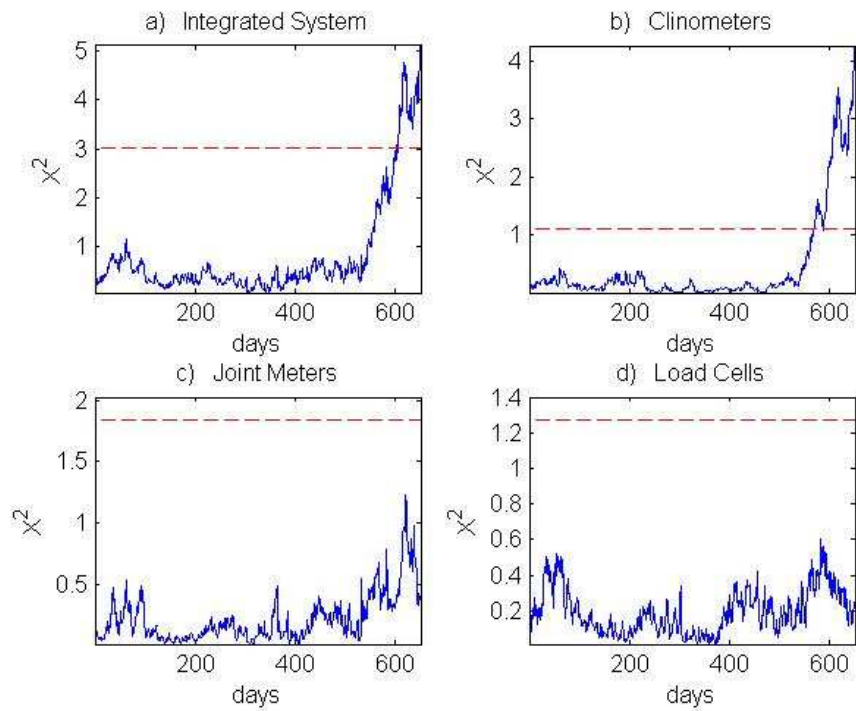 a) Integrated System
5
4
3
2
1
X²
200 400 600
days
b) Clinometers
4
3
2
1
X²
200 400 600
days
c) Joint Meters
2
1.5
1
0.5
X²
200 400 600
days
d) Load Cells
1.4
1.2
1
0.8
0.6
0.4
0.2
X²
200 400 600
days